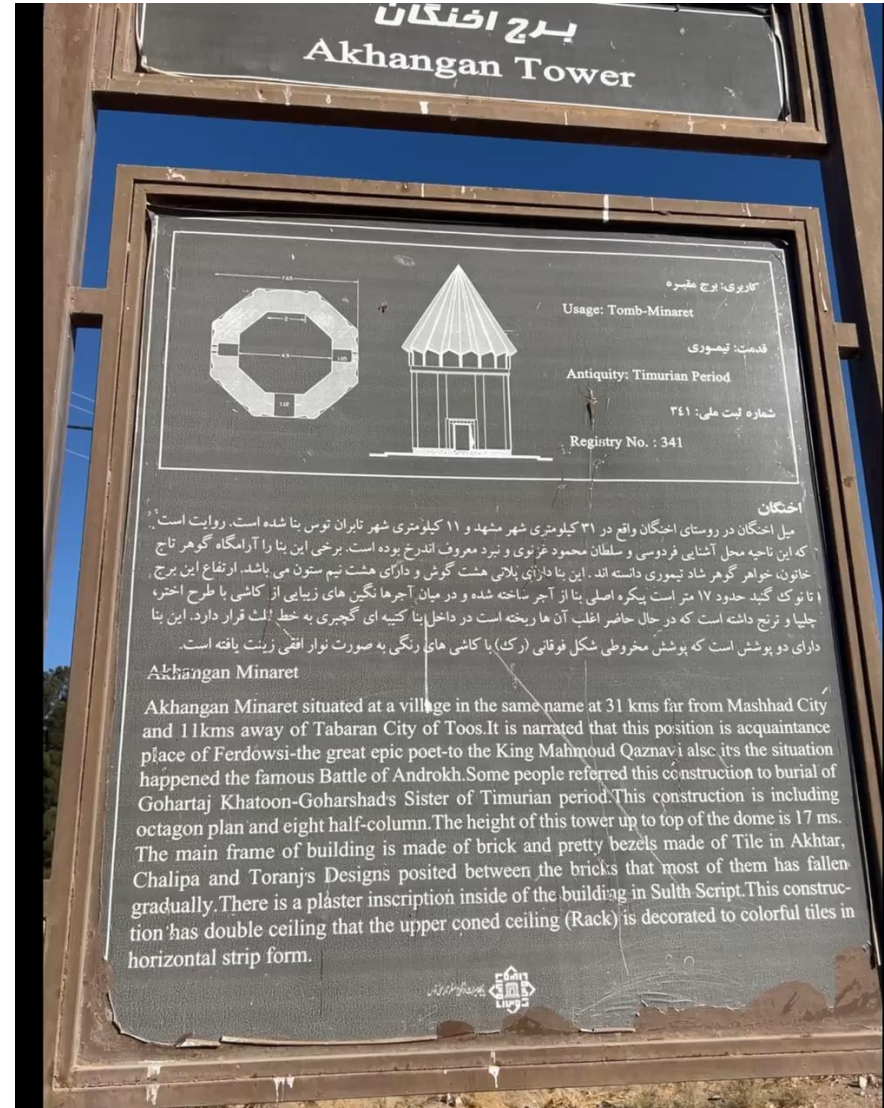 برج اخنگان
Akhangan Tower
7.65
2
4.9
1.05
1.12
کاربری: برج مقبره
Usage: Tomb-Minaret
قدمت: تیموری
Antiquity: Timurian Period
شماره ثبت ملی: ۳٤۱
Registry No. : 341
اخنگان
میل اخنگان در روستای اخنگان واقع در ۳۱ کیلومتری شهر مشهد و ۱۱ کیلومتری شهر تابران توس بنا شده است. روایت است
که این ناحیه محل آشنایی فردوسی و سلطان محمود غزنوی و نبرد معروف اندرخ بوده است. برخی این بنا را آرامگاه گوهر تاج
خاتون، خواهر گوهر شاد تیموری دانسته اند. این بنا دارای پلانی هشت گوش و دارای هشت نیم ستون می باشد. ارتفاع این برج
تا نوک گنبد حدود ۱۷ متر است پیکره اصلی بنا از آجر ساخته شده و در میان آجرها نگین های زیبایی از کاشی با طرح اختر،
چلیپا و ترنج داشته است که در حال حاضر اغلب آن ها ریخته است در داخل بنا کتیبه ای گچبری به خط ثلث قرار دارد. این بنا
دارای دو پوشش است که پوشش مخروطی شکل فوقانی (رک) با کاشی های رنگی به صورت نوار افقی زینت یافته است.
Akhangan Minaret
Akhangan Minaret situated at a village in the same name at 31 kms far from Mashhad City
and 11kms away of Tabaran City of Toos.It is narrated that this position is acquaintance
place of Ferdowsi-the great epic poet-to the King Mahmoud Qaznavi also it's the situation
happened the famous Battle of Androkh.Some people referred this construction to burial of
Gohartaj Khatoon-Goharshad's Sister of Timurian period.This construction is including
octagon plan and eight half-column.The height of this tower up to top of the dome is 17 ms.
The main frame of building is made of brick and pretty bezels made of Tile in Akhtar,
Chalipa and Toranj's Designs posited between the bricks that most of them has fallen
gradually.There is a plaster inscription inside of the building in Sulth Script.This construc-
tion has double ceiling that the upper coned ceiling (Rack) is decorated to colorful tiles in
horizontal strip form.